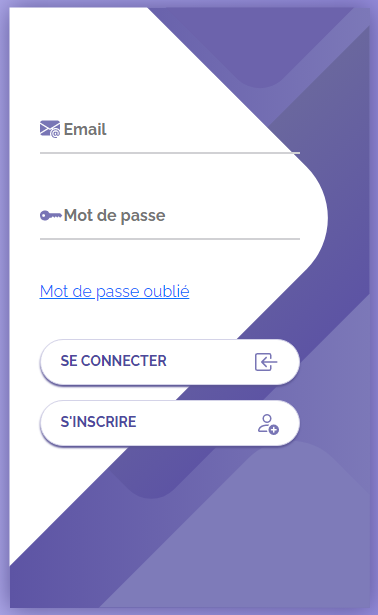 Email
Mot de passe
Mot de passe oublié
SE CONNECTER
S'INSCRIRE